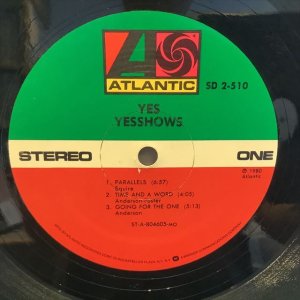 ATLANTIC
SD 2-510
YES
YESSHOWS
STEREO
ONE
1. PARALLELS (6:57)
Squire
2. TIME AND A WORD (4:05)
Anderson-Foster
3. GOING FOR THE ONE (5:13)
Anderson
℗ 1980
Atlantic
ST-A-804605-MO